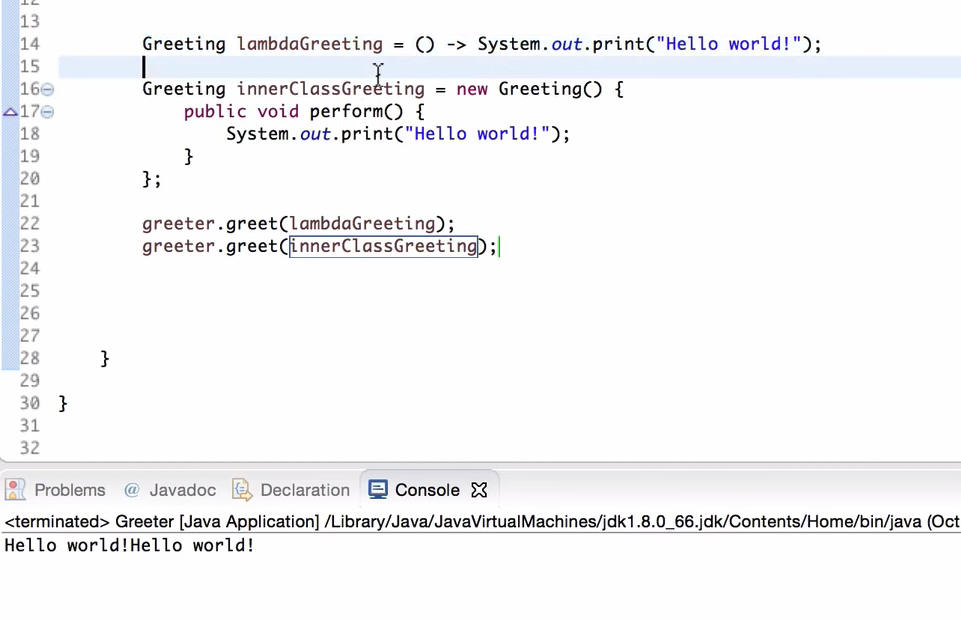 12
13
14 Greeting lambdaGreeting = () -> System.out.print("Hello world!");
15
16 Greeting innerClassGreeting = new Greeting() {
17 public void perform() {
18 System.out.print("Hello world!");
19 }
20 };
21
22 greeter.greet(lambdaGreeting);
23 greeter.greet(innerClassGreeting);
24
25
26
27
28 }
29
30 }
31
32
Problems @ Javadoc Declaration Console
<terminated> Greeter [Java Application] /Library/Java/JavaVirtualMachines/jdk1.8.0_66.jdk/Contents/Home/bin/java (Oct
Hello world!Hello world!